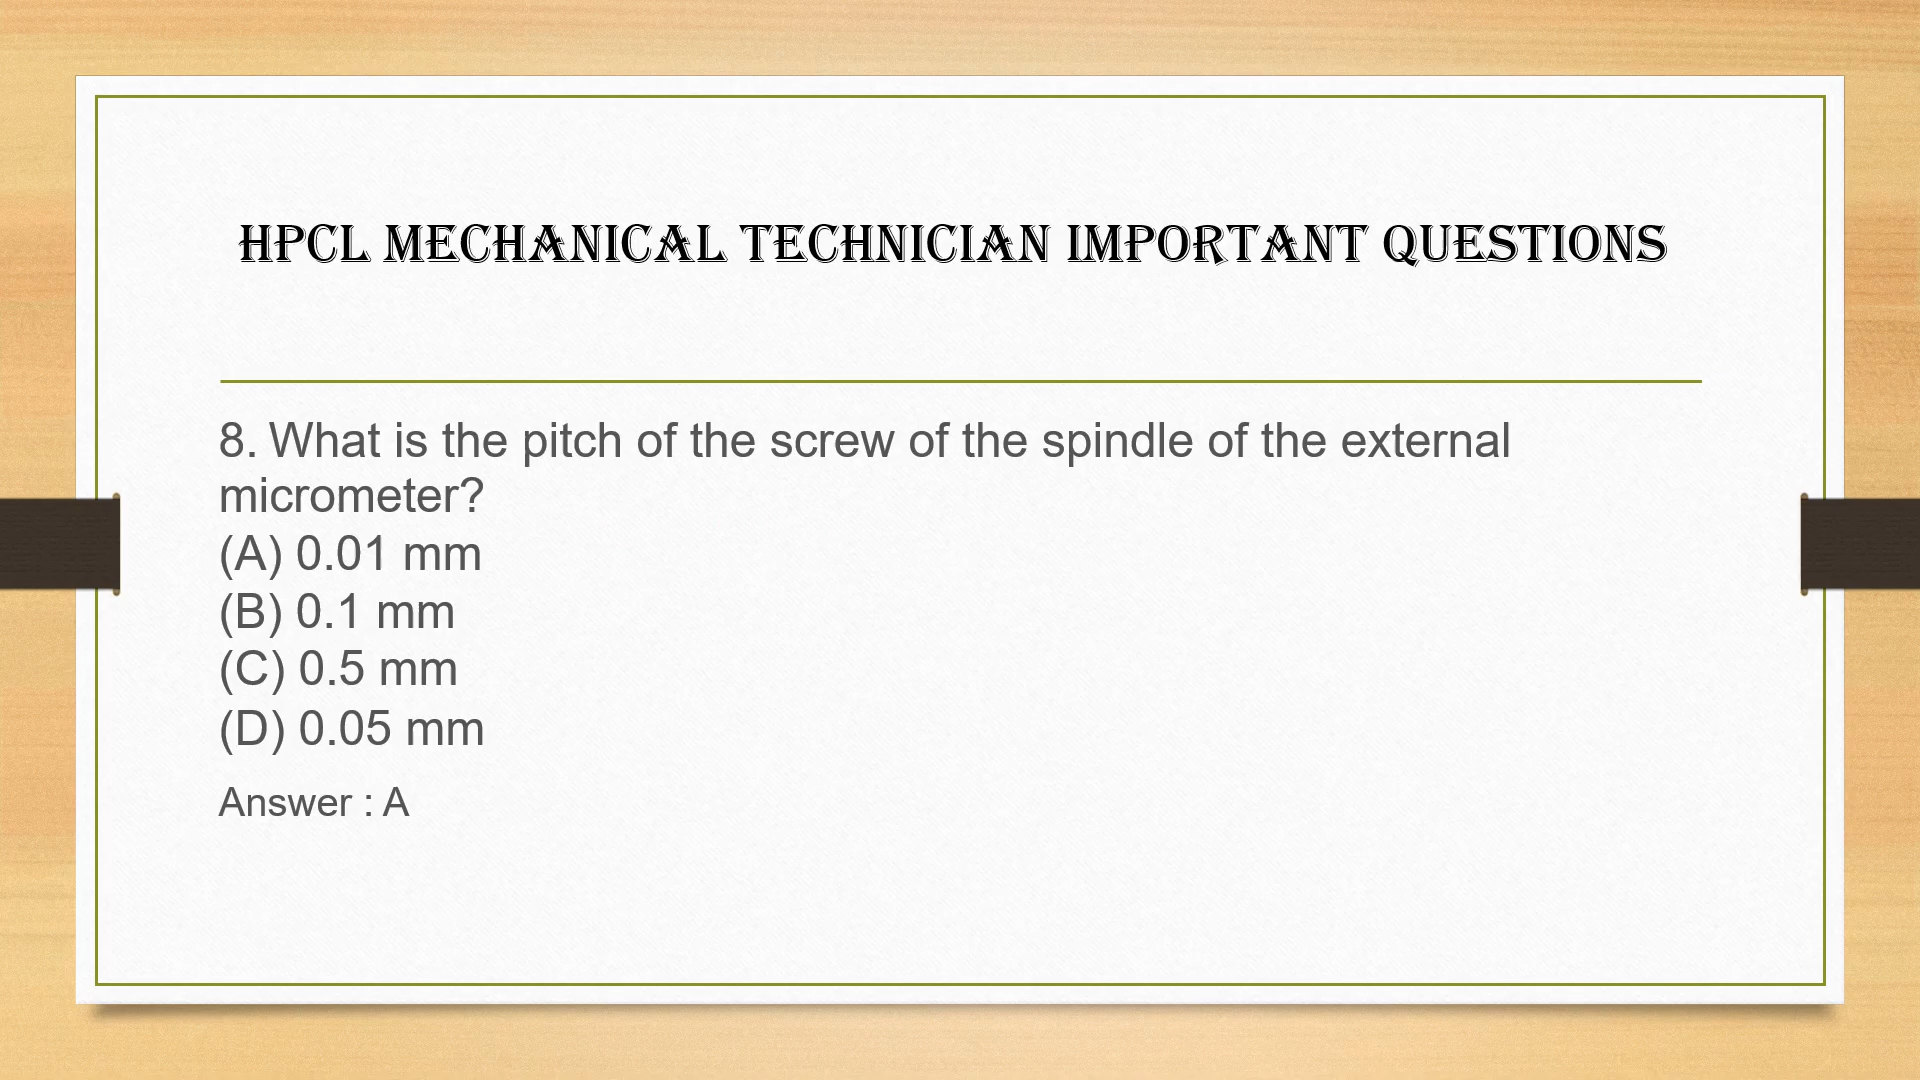 HPCL MECHANICAL TECHNICIAN IMPORTANT QUESTIONS
8. What is the pitch of the screw of the spindle of the external
micrometer?
(A) 0.01 mm
(B) 0.1 mm
(C) 0.5 mm
(D) 0.05 mm
Answer : A